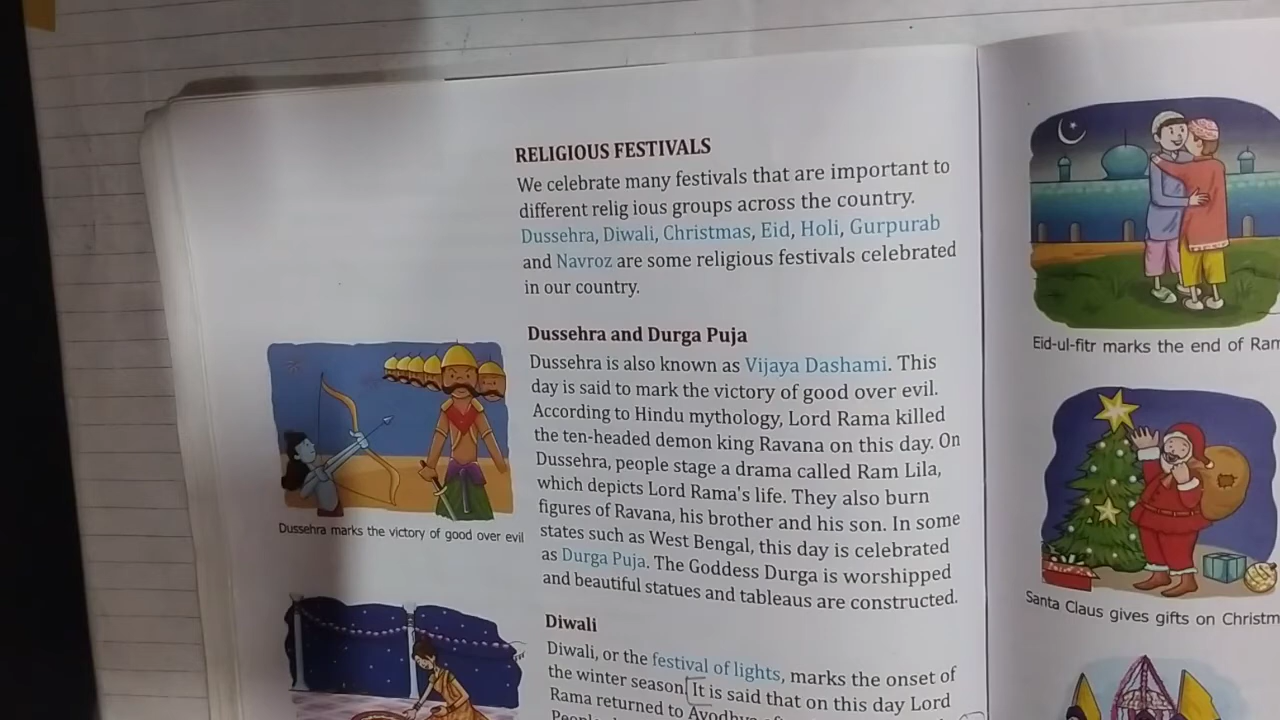 RELIGIOUS FESTIVALS
We celebrate many festivals that are important to
different relig ious groups across the country.
Dussehra, Diwali, Christmas, Eid, Holi, Gurpurab
and Navroz are some religious festivals celebrated
in our country.
Dussehra and Durga Puja
Dussehra is also known as Vijaya Dashami. This
day is said to mark the victory of good over evil.
According to Hindu mythology, Lord Rama killed
the ten-headed demon king Ravana on this day. On
Dussehra, people stage a drama called Ram Lila,
which depicts Lord Rama's life. They also burn
figures of Ravana, his brother and his son. In some
states such as West Bengal, this day is celebrated
as Durga Puja. The Goddess Durga is worshipped
and beautiful statues and tableaus are constructed.
Dussehra marks the victory of good over evil
Diwali
Diwali, or the festival of lights, marks the onset of
the winter season. It is said that on this day Lord
Rama returned to
Eid-ul-fitr marks the end of
Santa Claus gives gifts on